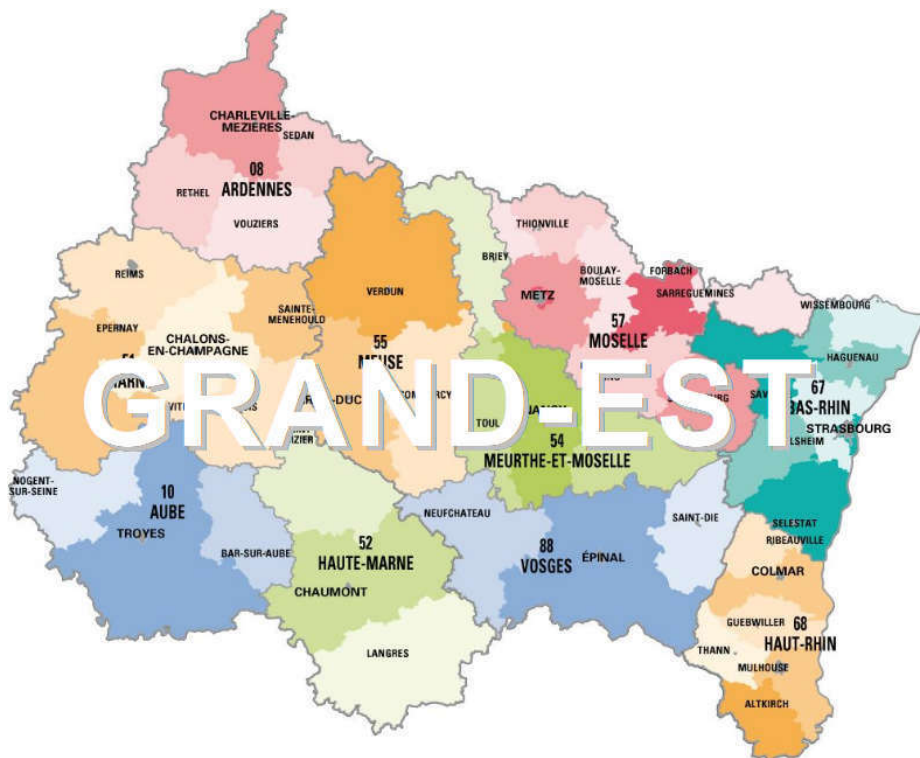 CHARLEVILLE-
MEZIERES
SEDAN
08
ARDENNES
RETHEL
VOUZIERS
THIONVILLE
BRIEY
BOULAY-
MOSELLE
FORBACH
SARREGUEMINES
METZ
57
MOSELLE
WISSEMBOURG
HAGUENAU
67
BAS-RHIN
STRASBOURG
REIMS
VERDUN
SAINTE-
MENEHOULD
EPERNAY
CHALONS-
EN-CHAMPAGNE
55
MEUSE
GRAND-EST
TOUL
54
MEURTHE-ET-MOSELLE
NOGENT-
SUR-SEINE
10
AUBE
TROYES
BAR-SUR-AUBE
52
HAUTE-MARNE
CHAUMONT
LANGRES
NEUFCHATEAU
88
VOSGES
ÉPINAL
SAINT-DIE
SELESTAT
RIBEAUVILLE
COLMAR
GUEBWILLER
68
HAUT-RHIN
THANN
MULHOUSE
ALTKIRCH